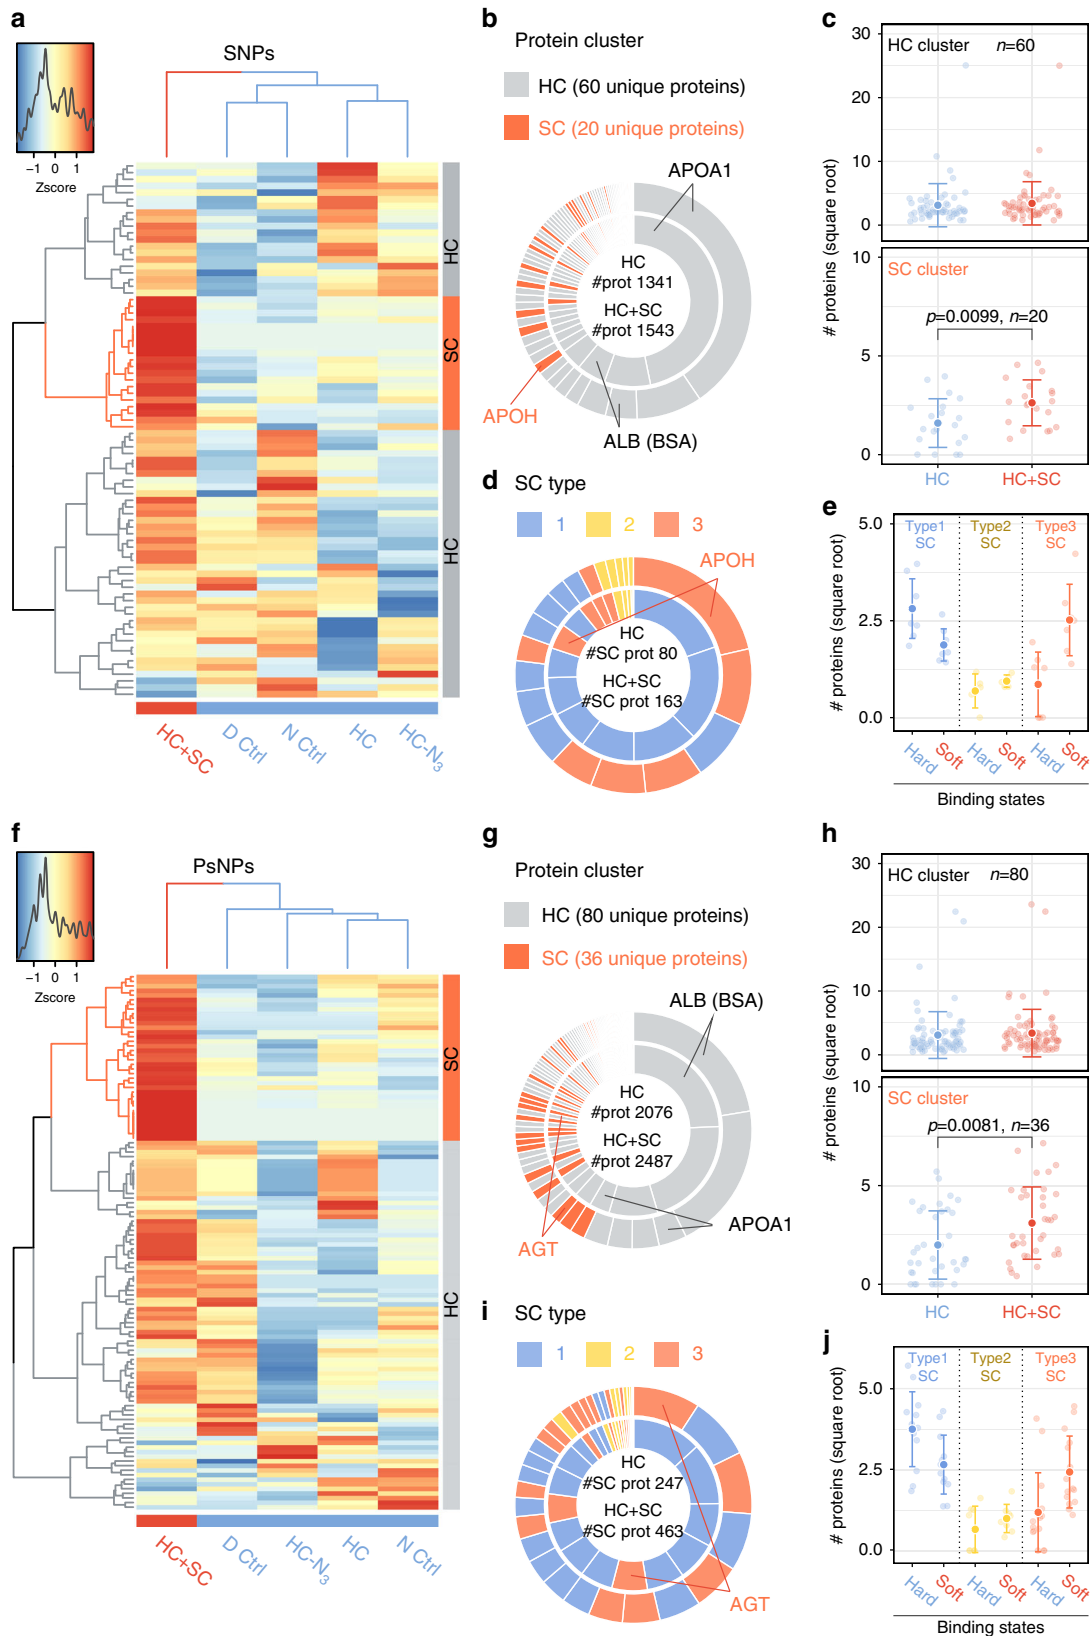 a
SNPs
−1 0 1
Zscore
HC
SC
HC
HC+SC
D Ctrl
N Ctrl
HC
HC-N3
b
Protein cluster
HC (60 unique proteins)
SC (20 unique proteins)
APOA1
HC
#prot 1341
HC+SC
#prot 1543
APOH
ALB (BSA)
c
# proteins (square root)
30
20
10
0
HC cluster n=60
10
5
0
SC cluster
p=0.0099, n=20
HC
HC+SC
d
SC type
1 2 3
APOH
HC
#SC prot 80
HC+SC
#SC prot 163
e
# proteins (square root)
5.0
2.5
0.0
Type1 SC
Type2 SC
Type3 SC
Hard Soft Hard Soft Hard Soft
Binding states
f
PsNPs
−1 0 1
Zscore
SC
HC
HC+SC
D Ctrl
HC-N3
HC
N Ctrl
g
Protein cluster
HC (80 unique proteins)
SC (36 unique proteins)
ALB (BSA)
HC
#prot 2076
HC+SC
#prot 2487
APOA1
AGT
h
# proteins (square root)
30
20
10
0
HC cluster n=80
10
5
0
SC cluster
p=0.0081, n=36
HC
HC+SC
i
SC type
1 2 3
HC
#SC prot 247
HC+SC
#SC prot 463
AGT
j
# proteins (square root)
5.0
2.5
0.0
Type1 SC
Type2 SC
Type3 SC
Hard Soft Hard Soft Hard Soft
Binding states